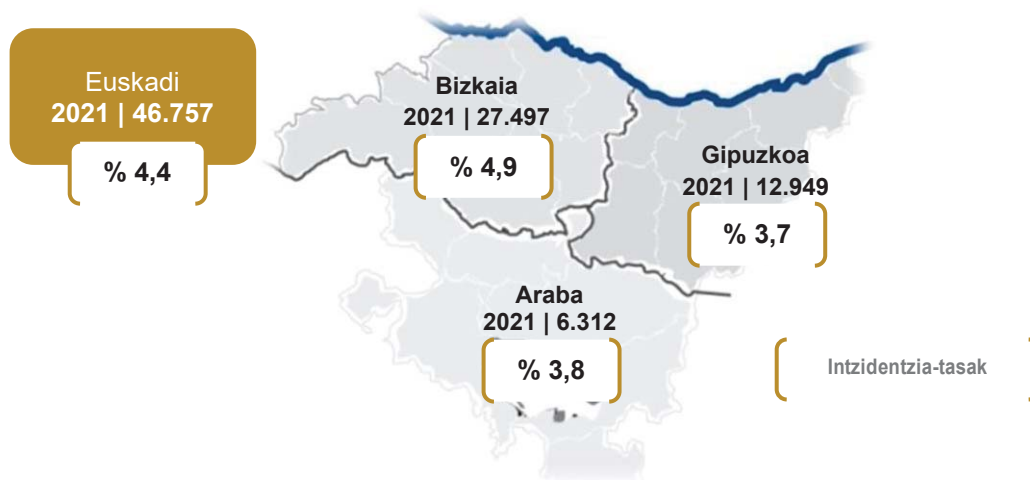 Euskadi
2021 | 46.757
% 4,4
Bizkaia
2021 | 27.497
% 4,9
Gipuzkoa
2021 | 12.949
% 3,7
Araba
2021 | 6.312
% 3,8
Intzidentzia-tasak